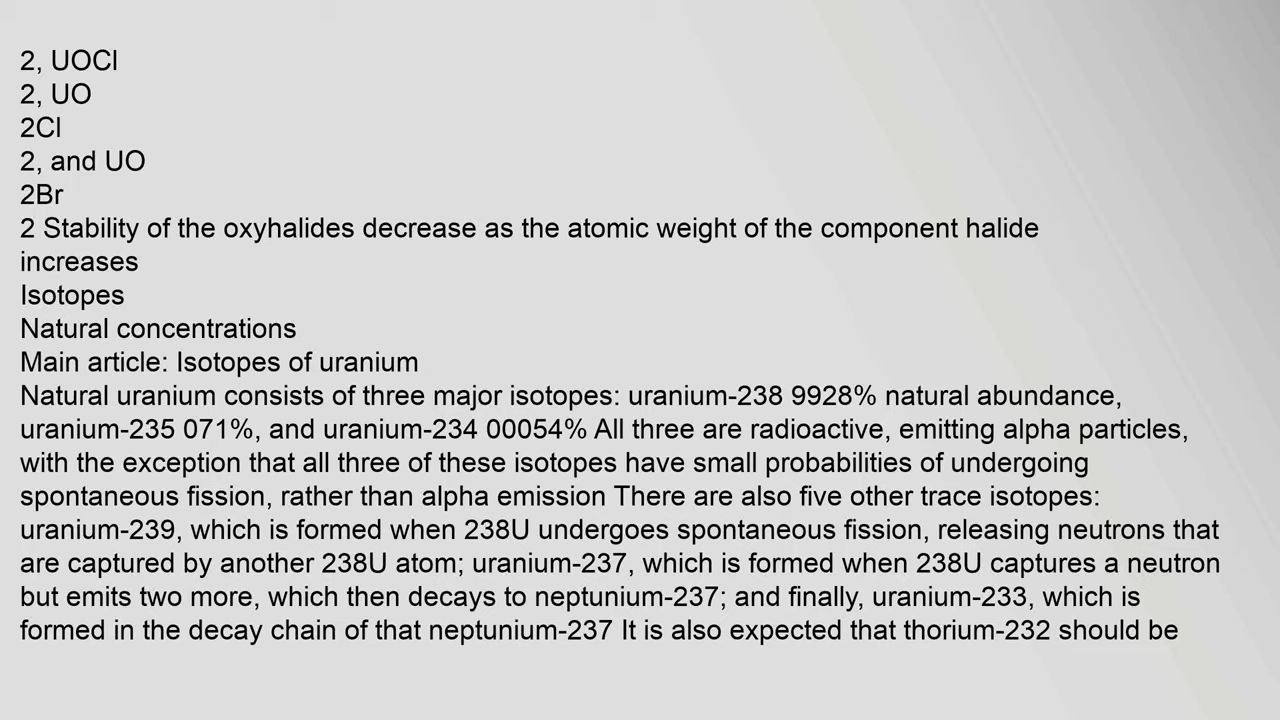 2, UOCl
2, UO
2Cl
2, and UO
2Br
2 Stability of the oxyhalides decrease as the atomic weight of the component halide
increases
Isotopes
Natural concentrations
Main article: Isotopes of uranium
Natural uranium consists of three major isotopes: uranium-238 9928% natural abundance,
uranium-235 071%, and uranium-234 00054% All three are radioactive, emitting alpha particles,
with the exception that all three of these isotopes have small probabilities of undergoing
spontaneous fission, rather than alpha emission There are also five other trace isotopes:
uranium-239, which is formed when 238U undergoes spontaneous fission, releasing neutrons that
are captured by another 238U atom; uranium-237, which is formed when 238U captures a neutron
but emits two more, which then decays to neptunium-237; and finally, uranium-233, which is
formed in the decay chain of that neptunium-237 It is also expected that thorium-232 should be